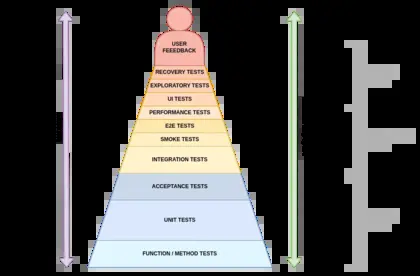 USER
FEEEDBACK
RECOVERY TESTS
EXPLORATORY TESTS
UI TESTS
PERFORMANCE TESTS
E2E TESTS
SMOKE TESTS
INTEGRATION TESTS
ACCEPTANCE TESTS
UNIT TESTS
FUNCTION / METHOD TESTS